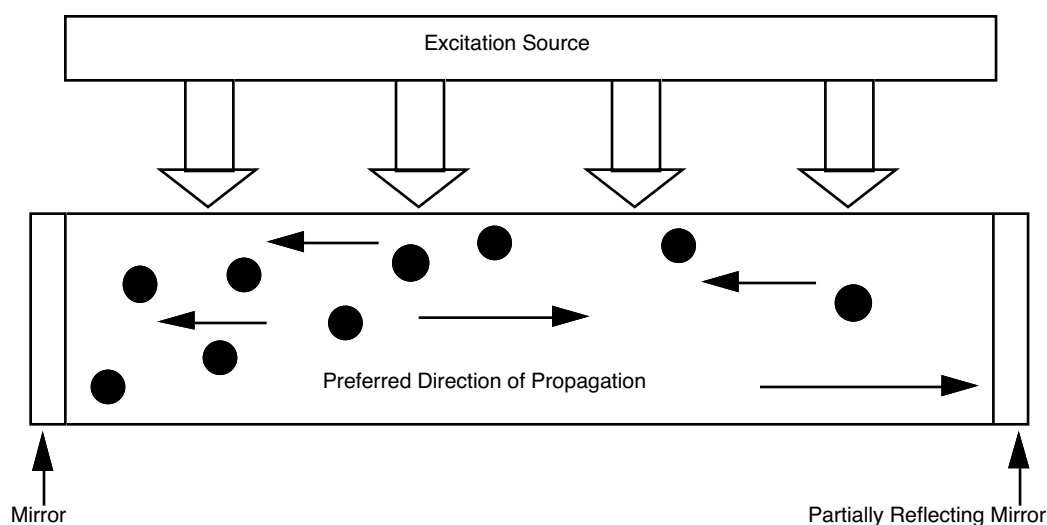 Excitation Source
Preferred Direction of Propagation
Mirror
Partially Reflecting Mirror